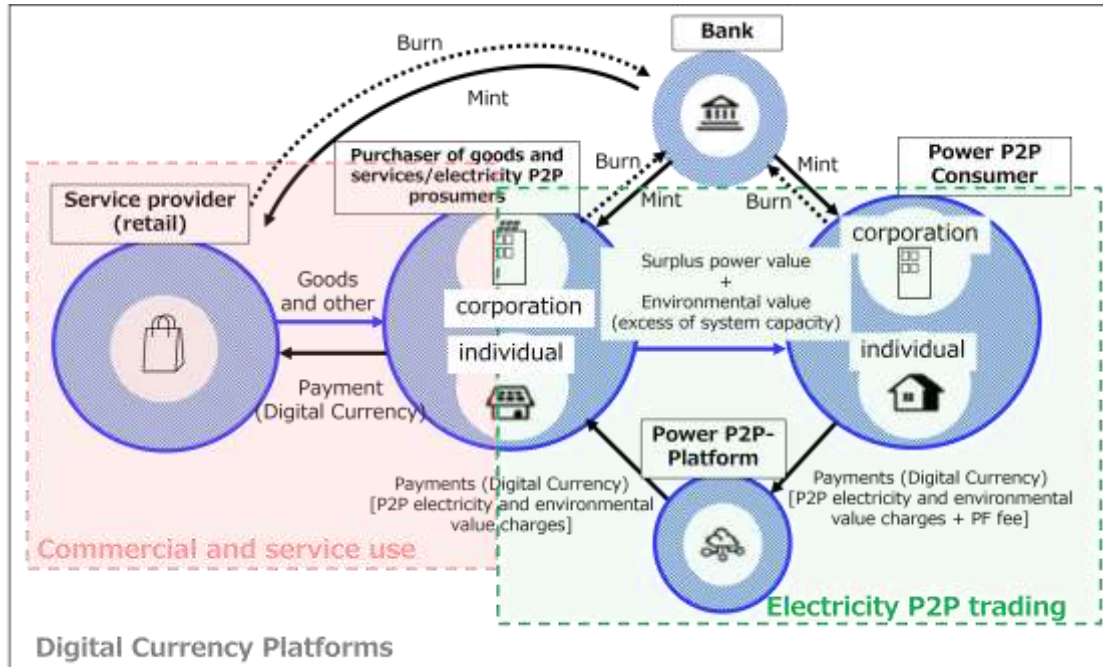 Bank
Burn
Mint
Purchaser of goods and
services/electricity P2P
prosumers
Burn
Mint
Mint
Burn
Power P2P
Consumer
Service provider
(retail)
corporation
Goods
and other
corporation
individual
Surplus power value
+
Environmental value
(excess of system capacity)
individual
Payment
(Digital Currency)
Power P2P-
Platform
Payments (Digital Currency)
[P2P electricity and environmental
value charges]
Payments (Digital Currency)
[P2P electricity and environmental
value charges + PF fee]
Commercial and service use
Electricity P2P trading
Digital Currency Platforms